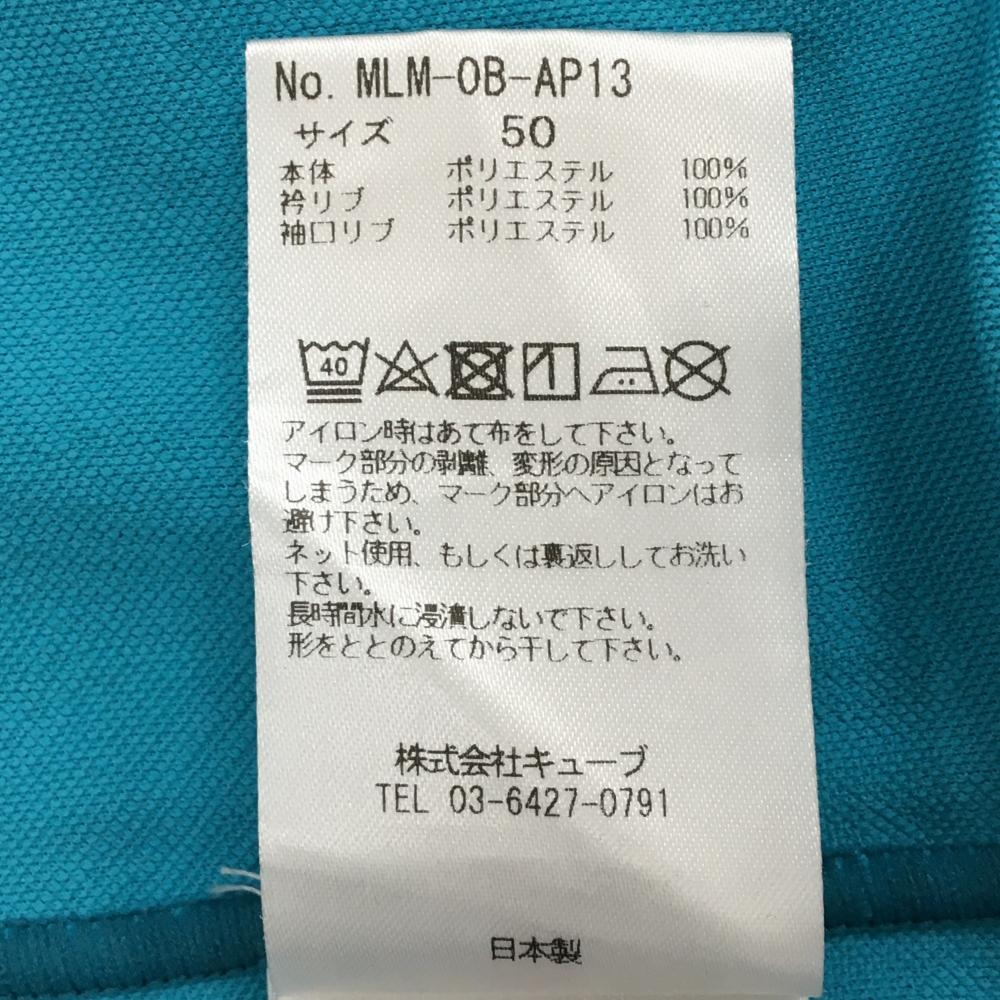 No. MLM-OB-AP13
サイズ 50
本体 ポリエステル 100%
衿リブ ポリエステル 100%
袖口リブ ポリエステル 100%
40
アイロン時はあて布をして下さい。
マーク部分の剥離、変形の原因となって
しまうため、マーク部分へアイロンはお
避け下さい。
ネット使用、もしくは裏返ししてお洗い
下さい。
長時間水に浸漬しないで下さい。
形をととのえてから干して下さい。
株式会社キューブ
TEL 03-6427-0791
日本製